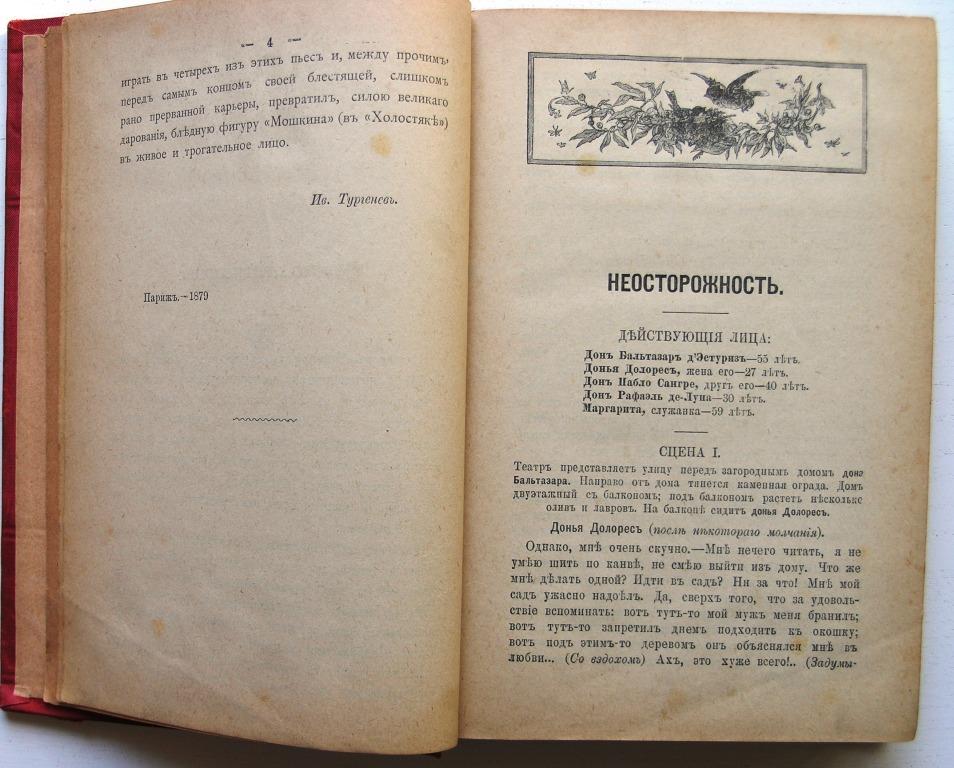 — 4 —
играть въ четырехъ изъ этихъ пьесъ и, между прочимъ,
передъ самымъ концомъ своей блестящей, слишкомъ
рано прерванной карьеры, превратилъ, силою великаго
дарованія, блѣдную фигуру «Мошкина» (въ «Холостякѣ»)
въ живое и трогательное лицо.
Ив. Тургеневъ.
Парижъ.—1879
НЕОСТОРОЖНОСТЬ.
ДѢЙСТВУЮЩІЯ ЛИЦА:
Донъ Бальтазаръ д'Эстуризъ—55 лѣтъ.
Донья Долоресъ, жена его—27 лѣтъ.
Донъ Пабло Сангре, другъ его—40 лѣтъ.
Донъ Рафаэль де-Луна—30 лѣтъ.
Маргарита, служанка—59 лѣтъ.
СЦЕНА I.
Театръ представляетъ улицу передъ загороднымъ домомъ дона
Бальтазара. Направо отъ дома тянется каменная ограда. Домъ
двуэтажный съ балкономъ; подъ балкономъ растетъ нѣсколько
оливъ и лавровъ. На балконѣ сидитъ донья Долоресъ.
Донья Долоресъ (послѣ нѣкотораго молчанія).
Однако, мнѣ очень скучно.—Мнѣ нечего читать, я не
умѣю шить по канвѣ, не смѣю выйти изъ дому. Что же
мнѣ дѣлать одной? Идти въ садъ? Ни за что! Мнѣ мой
садъ ужасно надоѣлъ. Да, сверхъ того, что за удоволь-
ствіе вспоминать: вотъ тутъ-то мой мужъ меня бранилъ;
вотъ тутъ-то запретилъ днемъ подходить къ окошку;
вотъ подъ этимъ-то деревомъ онъ объяснялся мнѣ въ
любви... (Со вздохомъ) Ахъ, это хуже всего!.. (Задумы-